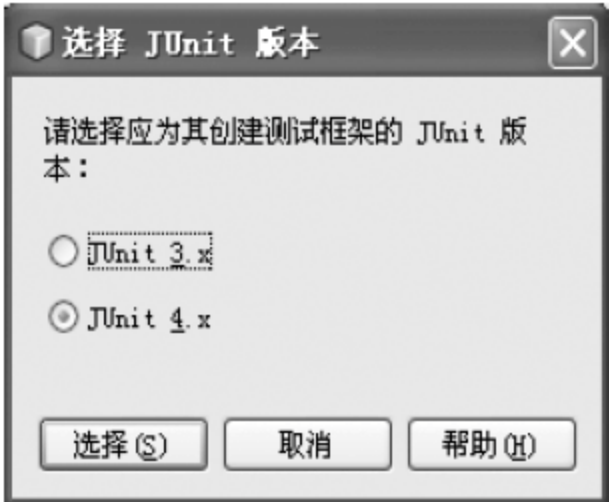 选择 JUnit 版本
请选择应为其创建测试框架的 JUnit 版
本：
JUnit 3.x
JUnit 4.x
选择(S) 取消 帮助(H)